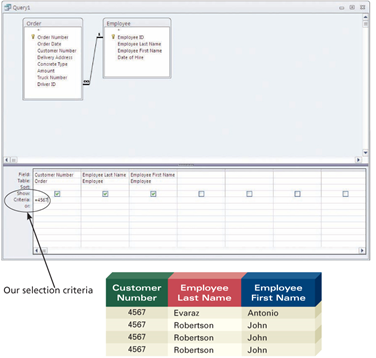 Query1
Order
Employee
*
Order Number
Order Date
Customer Number
Delivery Address
Concrete Type
Amount
Truck Number
Driver ID
*
Employee ID
Employee Last Name
Employee First Name
Date of Hire
Field: Customer Number Employee Last Name Employee First Name
Table: Order Employee Employee
Sort:
Show:
Criteria: =4567
or:
Our selection criteria
Customer Number Employee Last Name Employee First Name
4567 Evaraz Antonio
4567 Robertson John
4567 Robertson John
4567 Robertson John